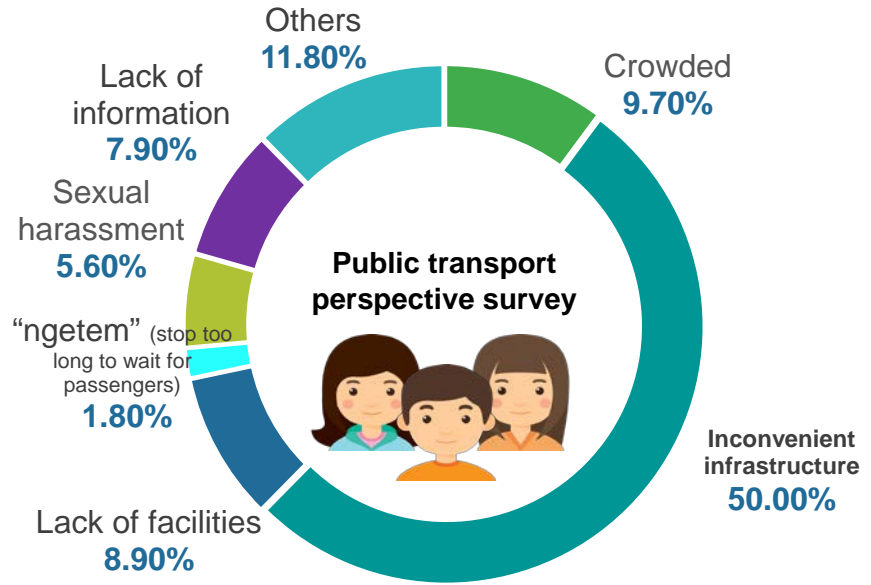 Others
11.80%
Crowded
9.70%
Lack of
information
7.90%
Sexual
harassment
5.60%
Public transport
perspective survey
“ngetem” (stop too
long to wait for
passengers)
1.80%
Inconvenient
infrastructure
50.00%
Lack of facilities
8.90%